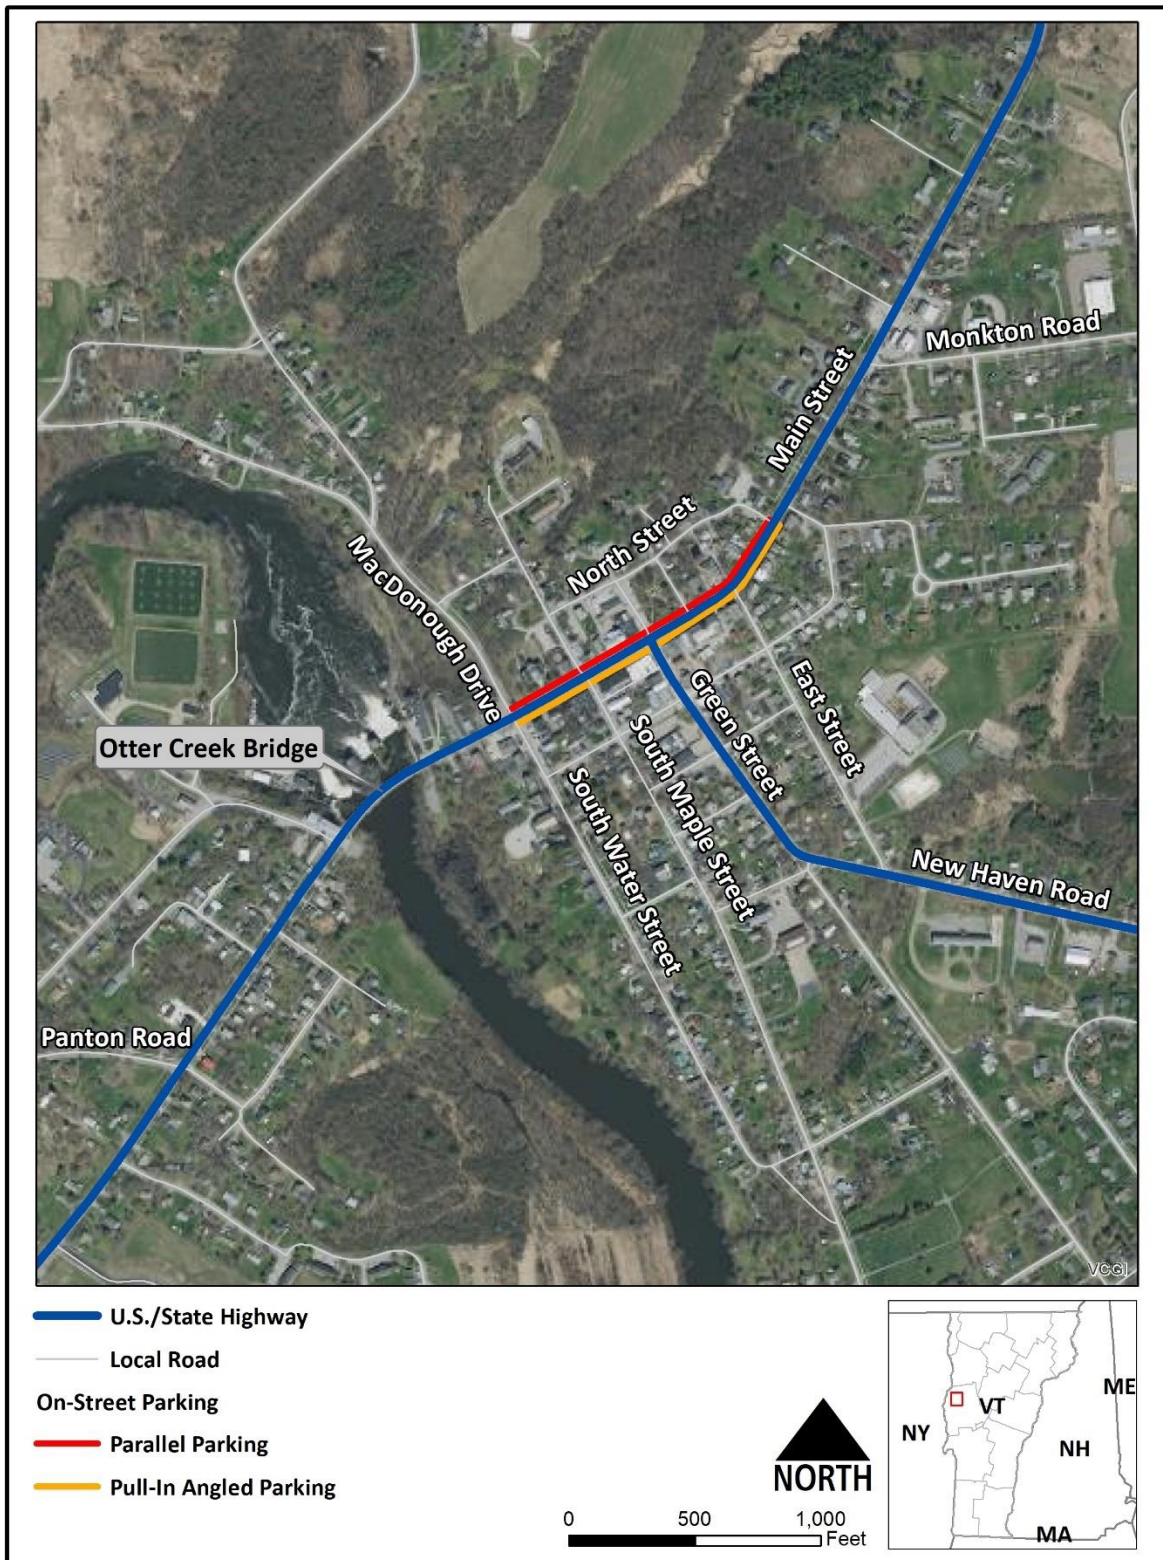 Monkton Road
Main Street
North Street
MacDonough Drive
Otter Creek Bridge
Green Street
East Street
South Maple Street
South Water Street
New Haven Road
Panton Road
VCGI
U.S./State Highway
Local Road
On-Street Parking
Parallel Parking
Pull-In Angled Parking
NORTH
0 500 1,000
Feet
ME
VT
NY
NH
MA